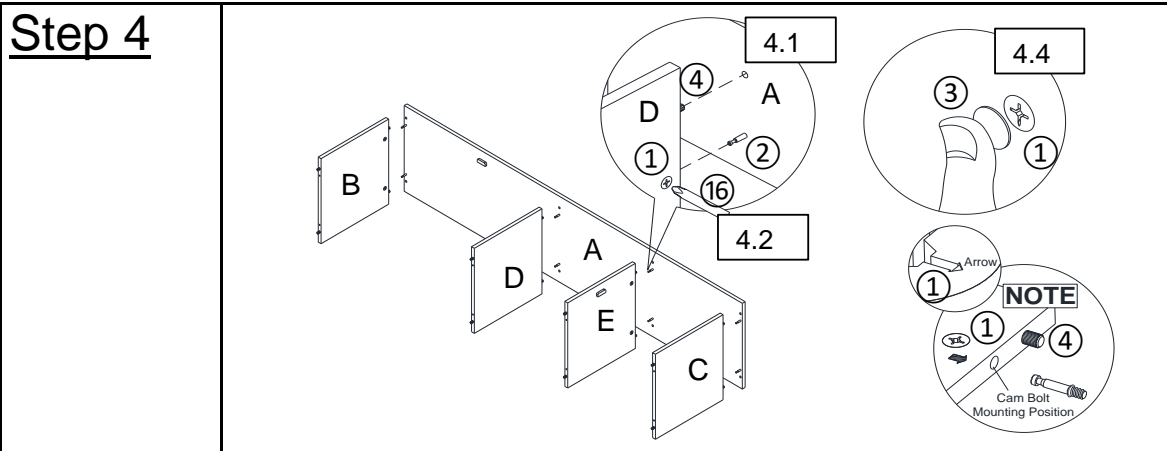 Step 4
4.1
4.4
④
A
③
D
①
②
①
⑯
4.2
B
A
D
E
C
Arrow
①
NOTE
①
④
Cam Bolt
Mounting Position